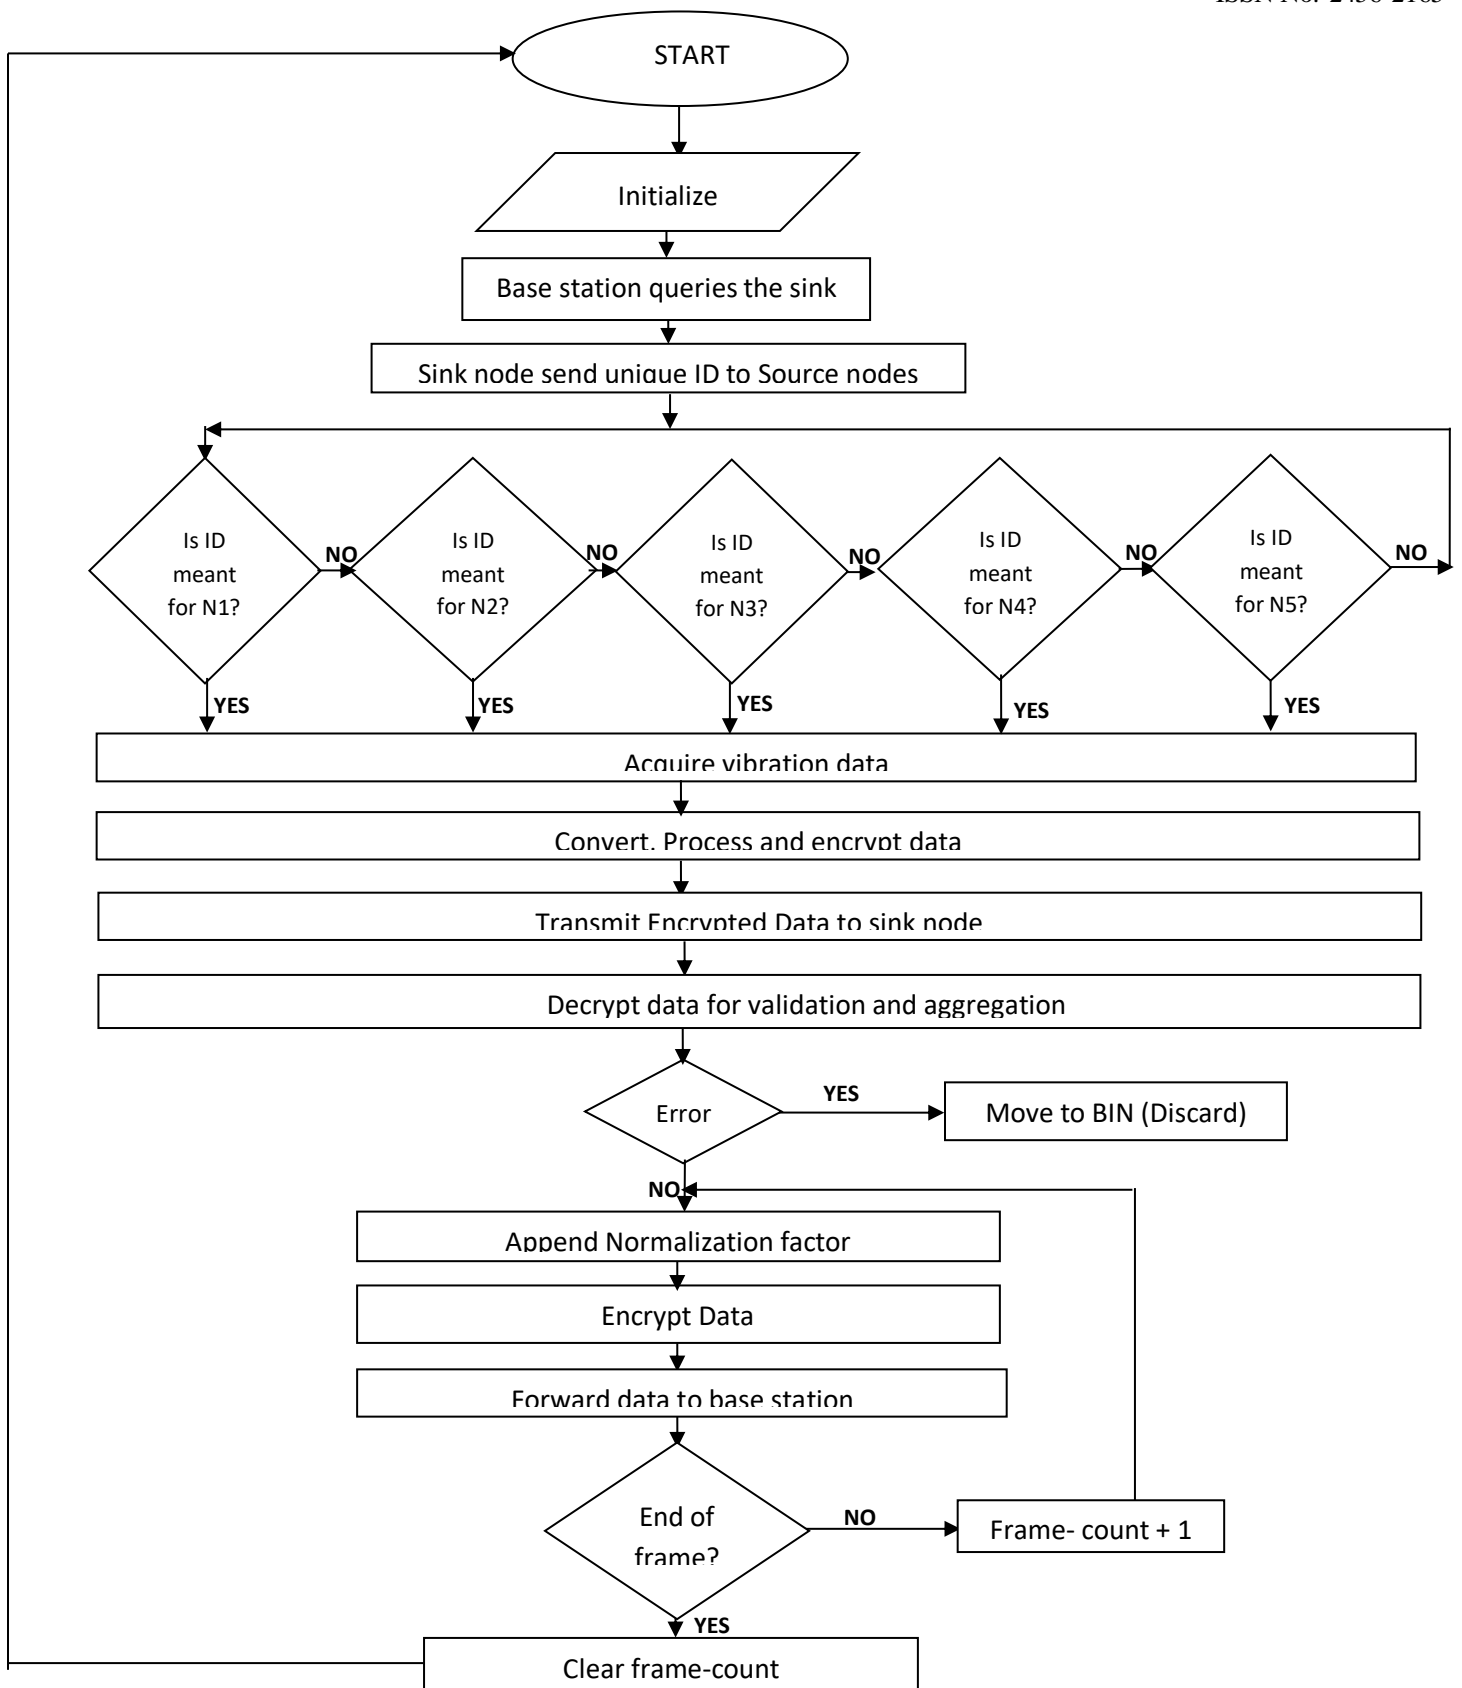 START
Initialize
Base station queries the sink
Sink node send unique ID to Source nodes
Is ID
meant
for N1?
NO
Is ID
meant
for N2?
NO
Is ID
meant
for N3?
NO
Is ID
meant
for N4?
NO
Is ID
meant
for N5?
NO
YES
YES
YES
YES
YES
Acquire vibration data
Convert, Process and encrypt data
Transmit Encrypted Data to sink node
Decrypt data for validation and aggregation
Error
YES
Move to BIN (Discard)
NO
Append Normalization factor
Encrypt Data
Forward data to base station
End of
frame?
NO
Frame- count + 1
YES
Clear frame-count